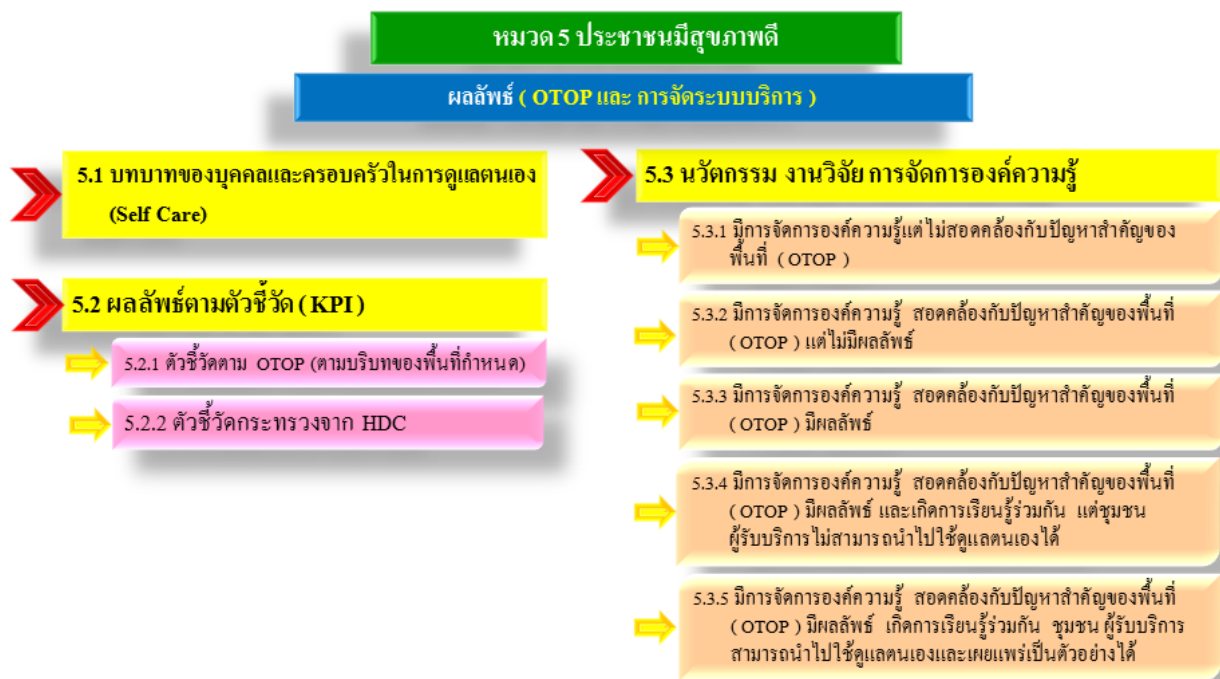 หมวด 5 ประชาชนมีสุขภาพดี
ผลลัพธ์ ( OTOP และ การจัดระบบบริการ )
5.1 บทบาทของบุคคลและครอบครัวในการดูแลตนเอง
(Self Care)
5.2 ผลลัพธ์ตามตัวชี้วัด ( KPI )
5.2.1 ตัวชี้วัดตาม OTOP (ตามบริบทของพื้นที่กำหนด)
5.2.2 ตัวชี้วัดกระทรวงจาก HDC
5.3 นวัตกรรม งานวิจัย การจัดการองค์ความรู้
5.3.1 มีการจัดการองค์ความรู้แต่ไม่สอดคล้องกับปัญหาสำคัญของ
พื้นที่ ( OTOP )
5.3.2 มีการจัดการองค์ความรู้ สอดคล้องกับปัญหาสำคัญของพื้นที่
( OTOP ) แต่ไม่มีผลลัพธ์
5.3.3 มีการจัดการองค์ความรู้ สอดคล้องกับปัญหาสำคัญของพื้นที่
( OTOP ) มีผลลัพธ์
5.3.4 มีการจัดการองค์ความรู้ สอดคล้องกับปัญหาสำคัญของพื้นที่
( OTOP ) มีผลลัพธ์ และเกิดการเรียนรู้ร่วมกัน แต่ชุมชน
ผู้รับบริการไม่สามารถนำไปใช้ดูแลตนเองได้
5.3.5 มีการจัดการองค์ความรู้ สอดคล้องกับปัญหาสำคัญของพื้นที่
( OTOP ) มีผลลัพธ์ เกิดการเรียนรู้ร่วมกัน ชุมชน ผู้รับบริการ
สามารถนำไปใช้ดูแลตนเองและเผยแพร่เป็นตัวอย่างได้